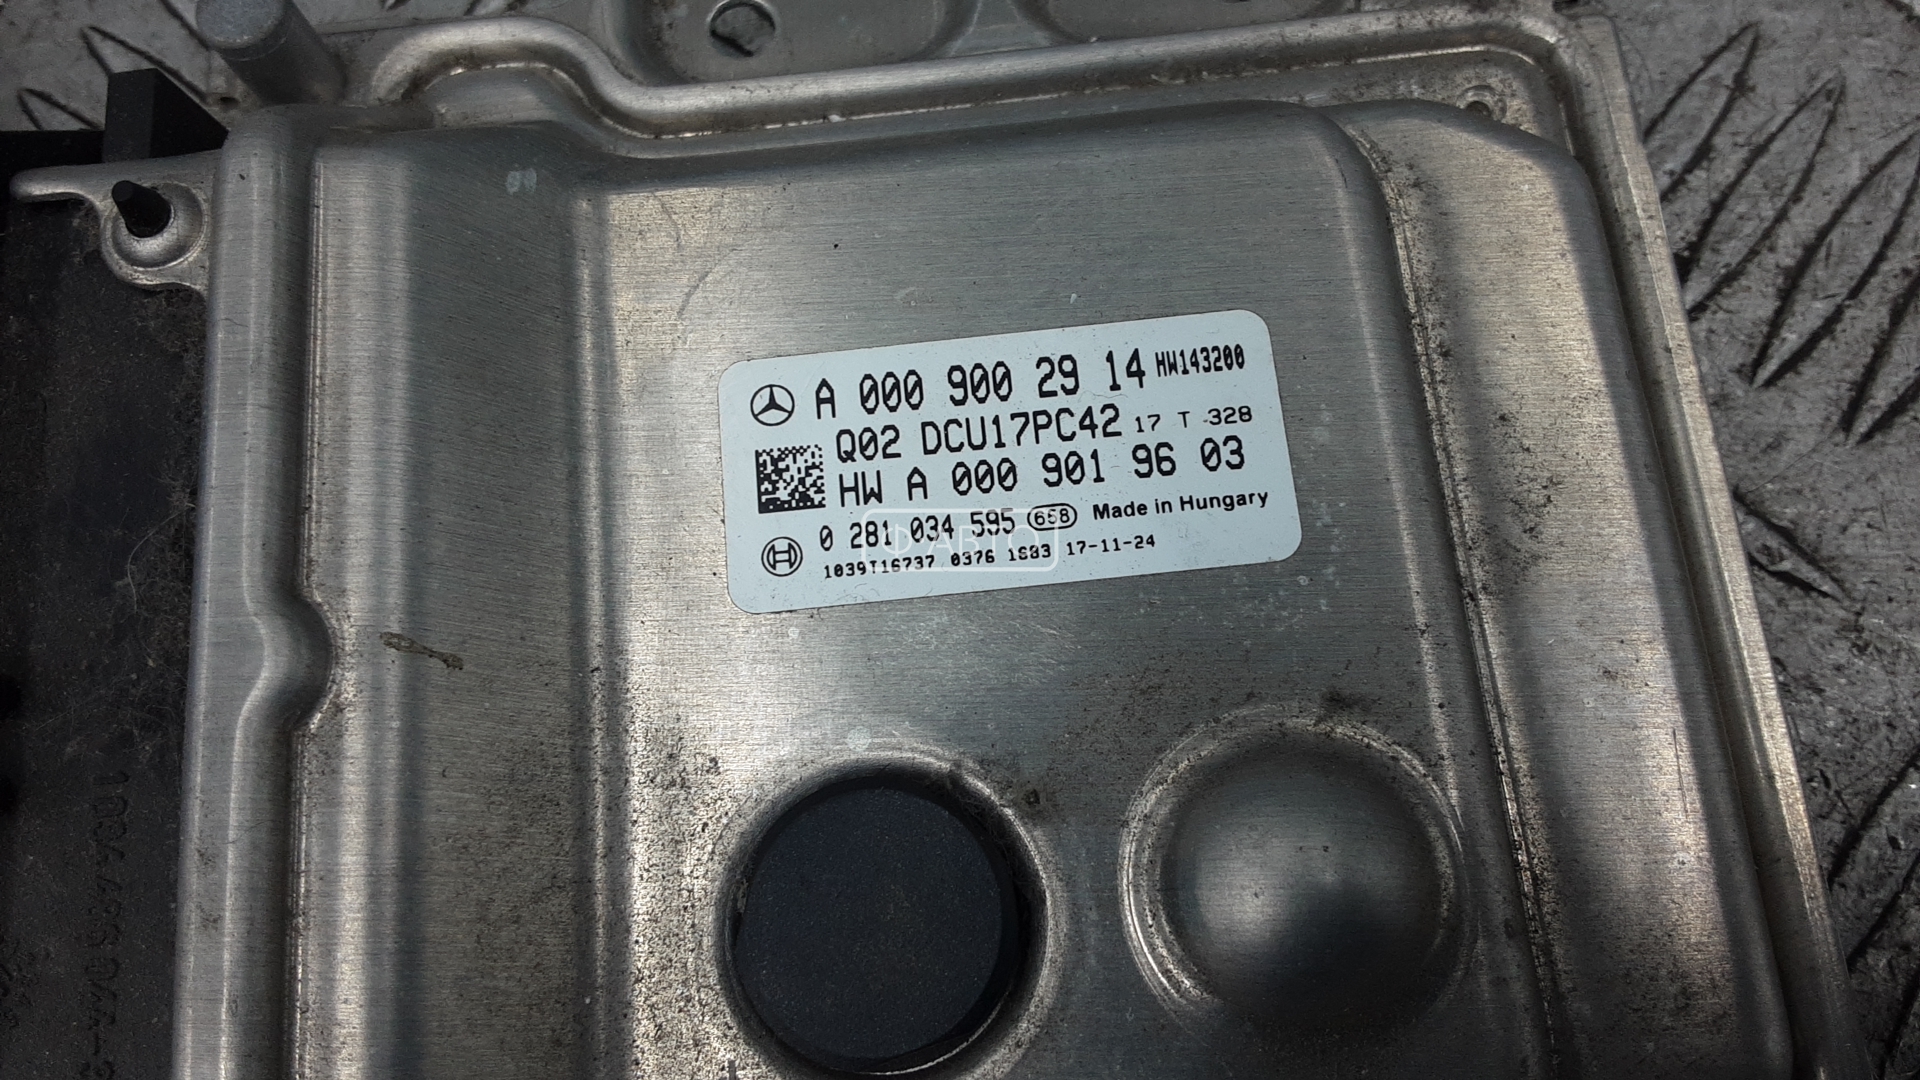 A 000 900 29 14 HW143200
Q02 DCU17PC42 17 T 328
HW A 000 901 96 03
0 281 034 595 658 Made in Hungary
1039T16737 0376 1S83 17-11-24
ФАВТО